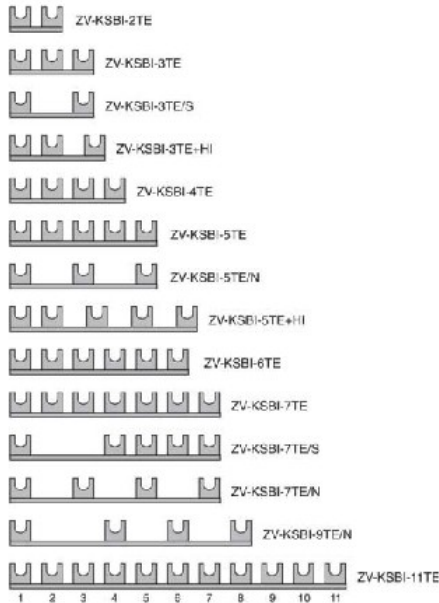 ZV-KSBI-2TE
ZV-KSBI-3TE
ZV-KSBI-3TE/S
ZV-KSBI-3TE+HI
ZV-KSBI-4TE
ZV-KSBI-5TE
ZV-KSBI-5TE/N
ZV-KSBI-5TE+HI
ZV-KSBI-6TE
ZV-KSBI-7TE
ZV-KSBI-7TE/S
ZV-KSBI-7TE/N
ZV-KSBI-9TE/N
ZV-KSBI-11TE
1 2 3 4 5 6 7 8 9 10 11